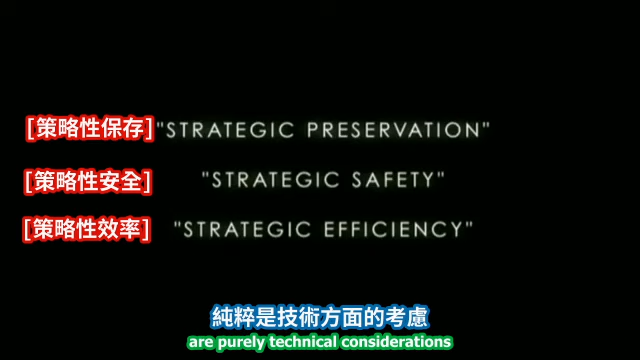 [策略性保存] "STRATEGIC PRESERVATION"
[策略性安全] "STRATEGIC SAFETY"
[策略性效率] "STRATEGIC EFFICIENCY"
純粹是技術方面的考慮
are purely technical considerations